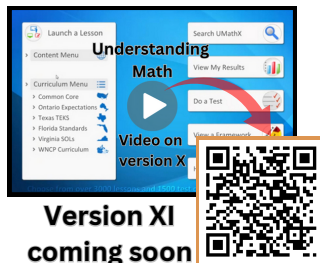 Launch a Lesson
Content Menu
Curriculum Menu
Common Core
Ontario Expectations
Texas TEKS
Florida Standards
Virginia SOLs
WNCP Curriculum
Search UMathX
View My Results
Do a Test
View a Framework
Understanding
Math
Video on
version X
Version XI
coming soon